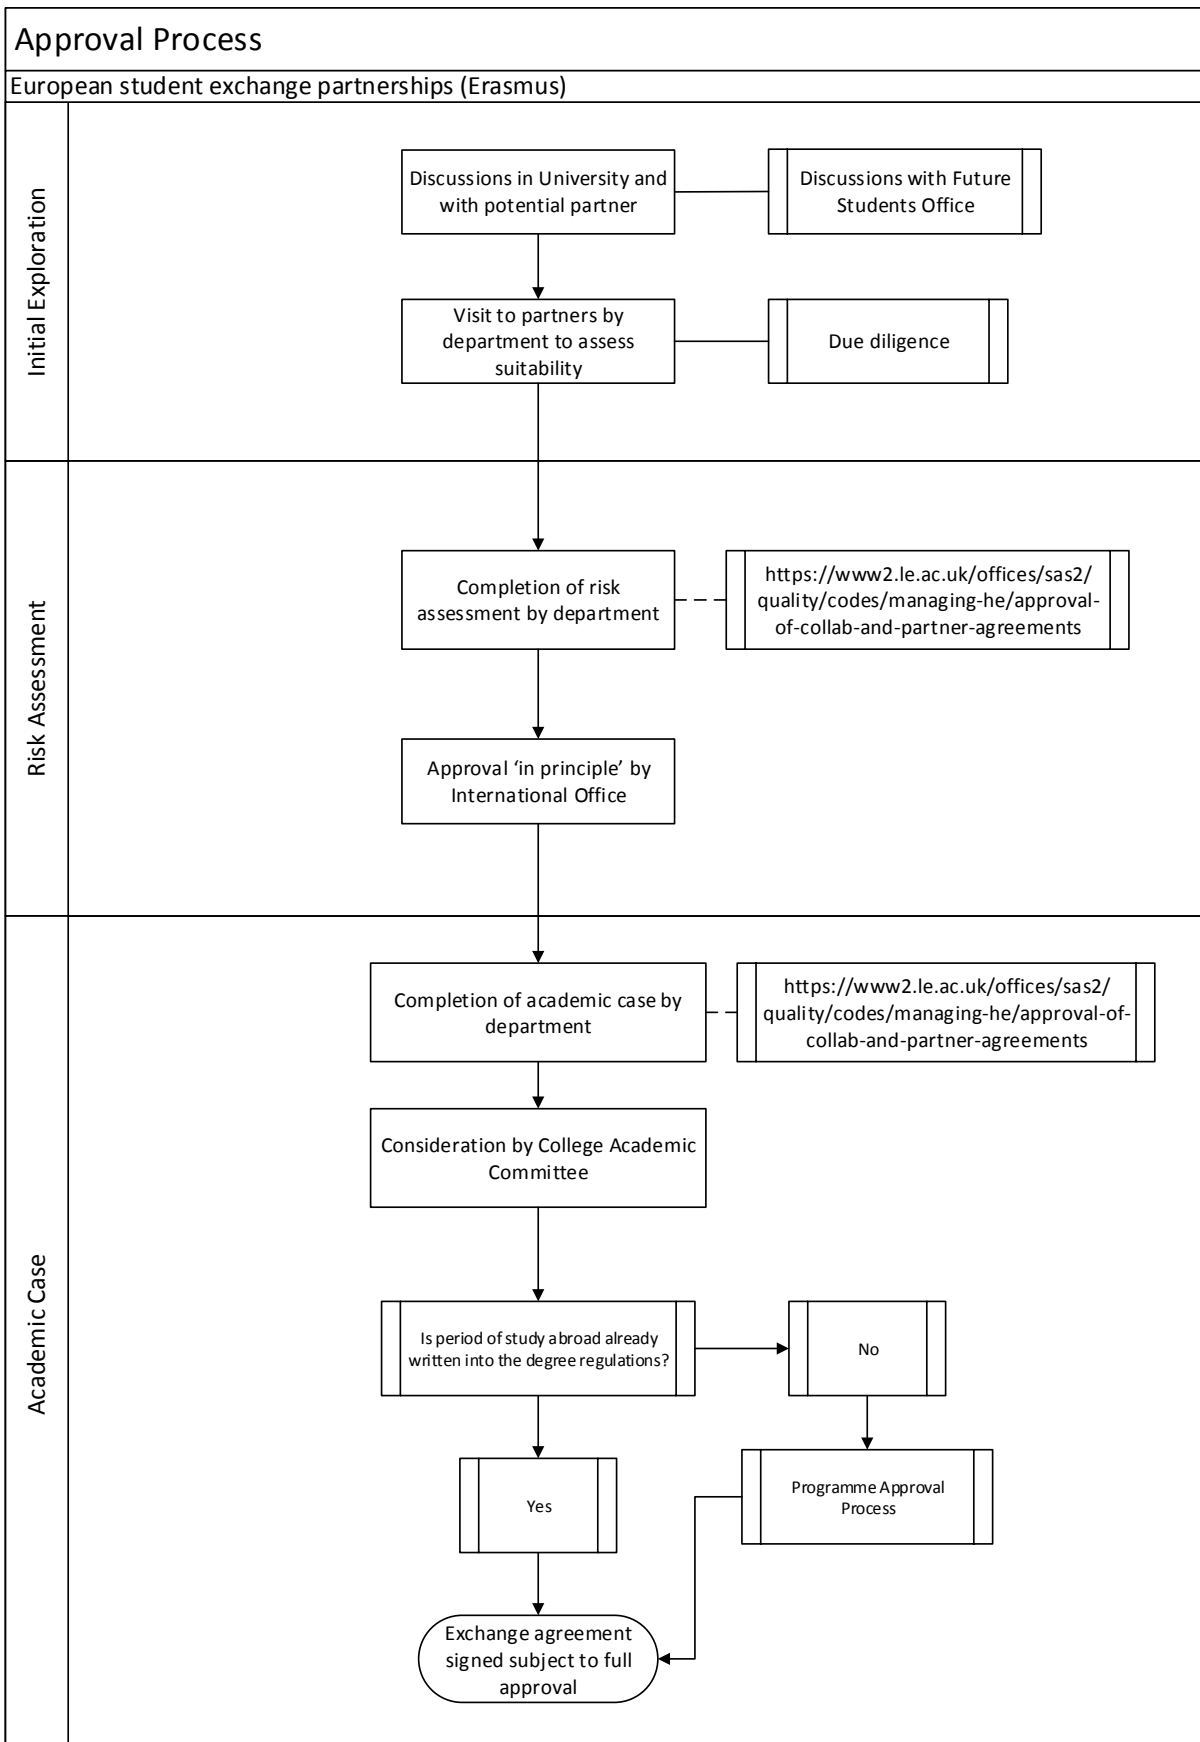 Approval Process
European student exchange partnerships (Erasmus)
Initial Exploration
Discussions in University and
with potential partner
Discussions with Future
Students Office
Visit to partners by
department to assess
suitability
Due diligence
Risk Assessment
Completion of risk
assessment by department
https://www2.le.ac.uk/offices/sas2/
quality/codes/managing-he/approval-
of-collab-and-partner-agreements
Approval ‘in principle’ by
International Office
Academic Case
Completion of academic case by
department
https://www2.le.ac.uk/offices/sas2/
quality/codes/managing-he/approval-of-
collab-and-partner-agreements
Consideration by College Academic
Committee
Is period of study abroad already
written into the degree regulations?
No
Yes
Programme Approval
Process
Exchange agreement
signed subject to full
approval